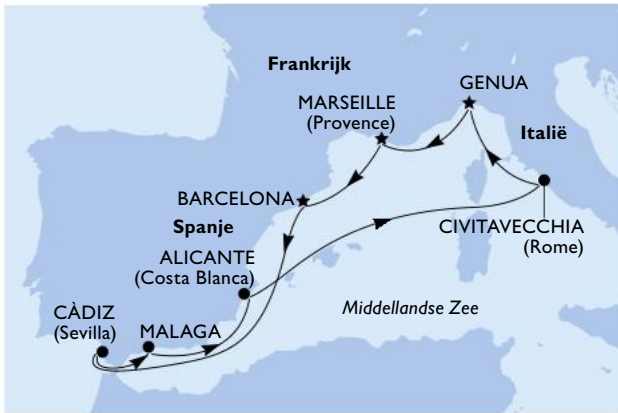 Frankrijk
GENUA
MARSEILLE
(Provence)
Italië
BARCELONA
Spanje
CIVITAVECCHIA
(Rome)
ALICANTE
(Costa Blanca)
Middellandse Zee
CÀDIZ
(Sevilla)
MALAGA